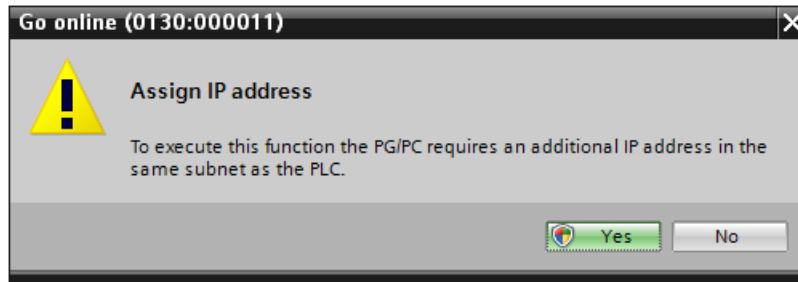 Go online (0130:000011)
Assign IP address
To execute this function the PG/PC requires an additional IP address in the
same subnet as the PLC.
Yes No